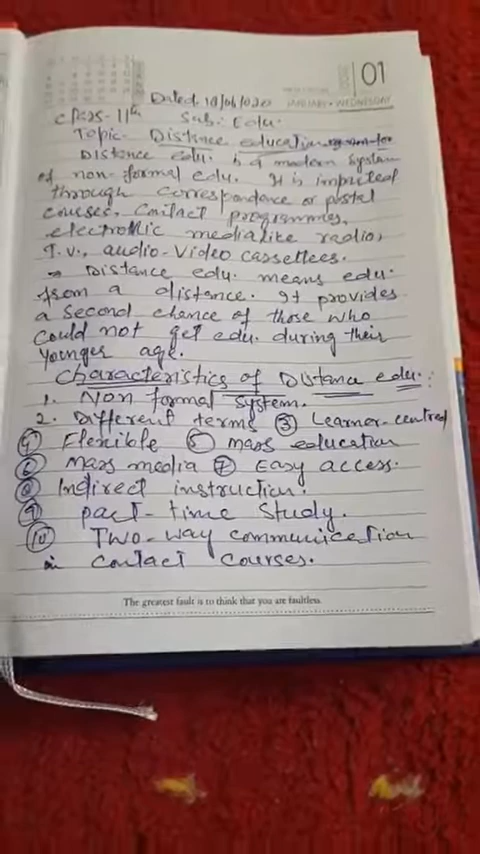 01
JANUARY • WEDNESDAY
Dated. 10/06/020
Class-11th Sub: Edu.
Topic- Distance education
Distance edu. is a modern system
of non-formal edu. It is imparted
through correspondence or postal
courses, Contact programmes,
electronic media like radio,
T.V., audio-Video cassettees.
→ Distance edu. means edu.
from a distance. It provides
a second chance of those who
could not get edu. during their
younger age.
Characteristics of Distance edu.:
1. Non formal system.
2. Different terms ③ Learner-centred
④ Flexible ⑤ mass education
⑥ Mass media ⑦ Easy access.
⑧ Indirect instruction.
⑨ part-time study.
⑩ Two-way communication
in contact courses.
The greatest fault is to think that you are faultless.